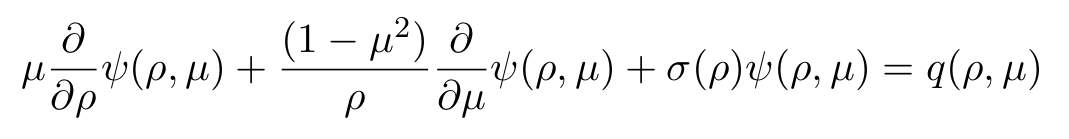 μ ∂/∂ρ ψ(ρ, μ) + (1 − μ²)/ρ ∂/∂μ ψ(ρ, μ) + σ(ρ)ψ(ρ, μ) = q(ρ, μ)